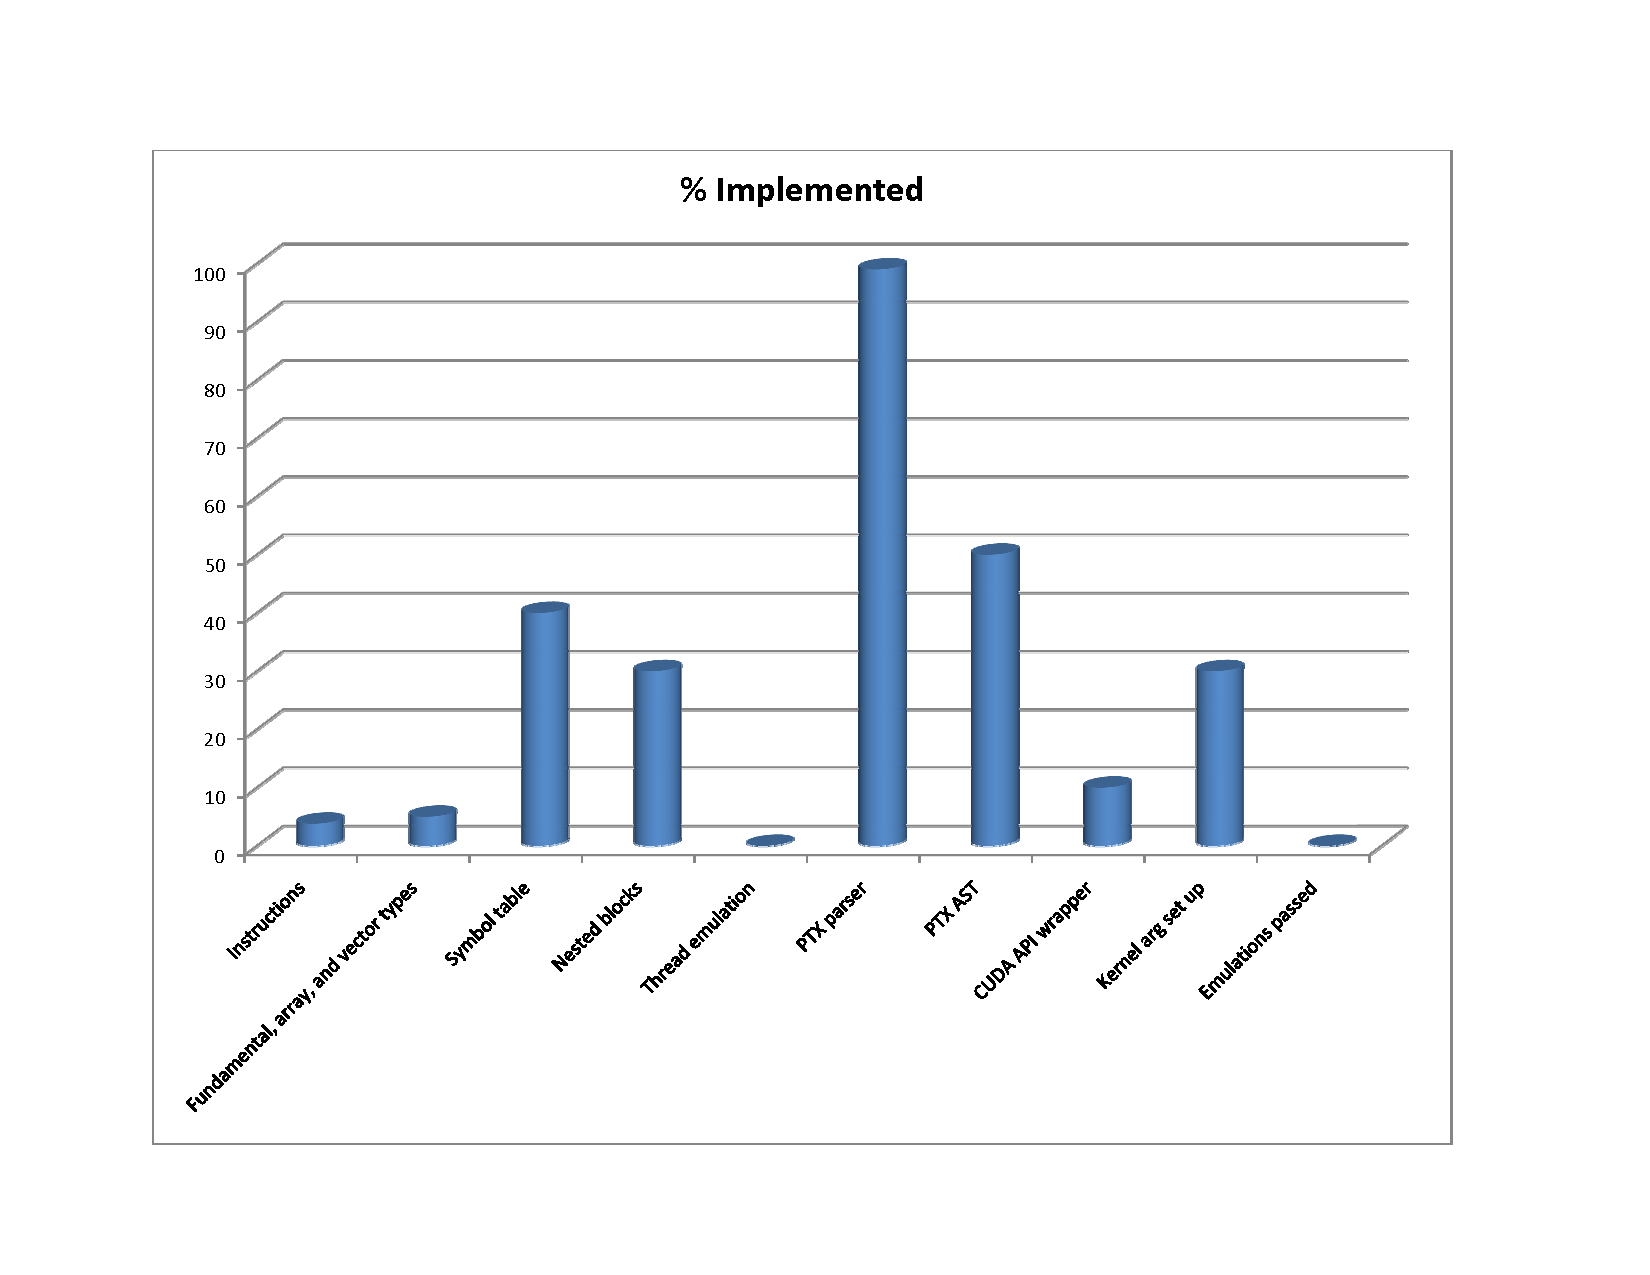 % Implemented
100
90
80
70
60
50
40
30
20
10
0
Instructions
Fundamental, array, and vector types
Symbol table
Nested blocks
Thread emulation
PTX parser
PTX AST
CUDA API wrapper
Kernel arg set up
Emulations passed